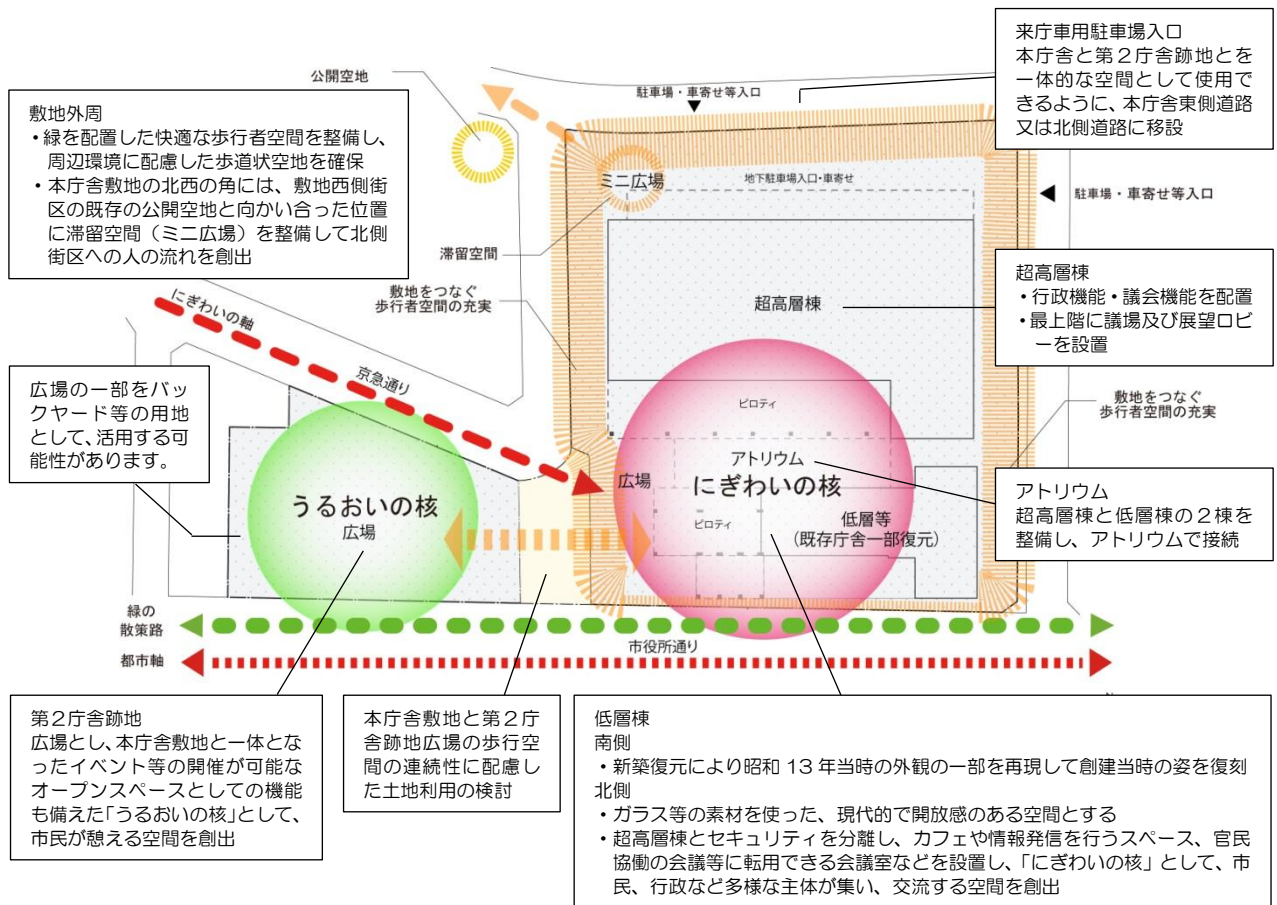 来庁車用駐車場入口
本庁舎と第2庁舎跡地とを
一体的な空間として使用で
きるように、本庁舎東側道路
又は北側道路に移設
公開空地
駐車場・車寄せ等入口
敷地外周
・緑を配置した快適な歩行者空間を整備し、
周辺環境に配慮した歩道状空地を確保
・本庁舎敷地の北西の角には、敷地西側街
区の既存の公開空地と向かい合った位置
に滞留空間（ミニ広場）を整備して北側
街区への人の流れを創出
ミニ広場
地下駐車場入口・車寄せ
駐車場・車寄せ等入口
滞留空間
敷地をつなぐ
歩行者空間の充実
超高層棟
超高層棟
・行政機能・議会機能を配置
・最上階に議場及び展望ロビ
ーを設置
にぎわいの軸
京急通り
広場の一部をバッ
クヤード等の用地
として、活用する可
能性があります。
ピロティ
敷地をつなぐ
歩行者空間の充実
アトリウム
広場
にぎわいの核
うるおいの核
広場
ピロティ
低層等
（既存庁舎一部復元）
アトリウム
超高層棟と低層棟の2棟を
整備し、アトリウムで接続
緑の
散策路
市役所通り
都市軸
第2庁舎跡地
広場とし、本庁舎敷地と一体とな
ったイベント等の開催が可能な
オープンスペースとしての機能
も備えた「うるおいの核」として、
市民が憩える空間を創出
本庁舎敷地と第2庁
舎跡地広場の歩行空
間の連続性に配慮し
た土地利用の検討
低層棟
南側
・新築復元により昭和 13 年当時の外観の一部を再現して創建当時の姿を復刻
北側
・ガラス等の素材を使った、現代的で開放感のある空間とする
・超高層棟とセキュリティを分離し、カフェや情報発信を行うスペース、官民
協働の会議等に転用できる会議室などを設置し、「にぎわいの核」として、市
民、行政など多様な主体が集い、交流する空間を創出